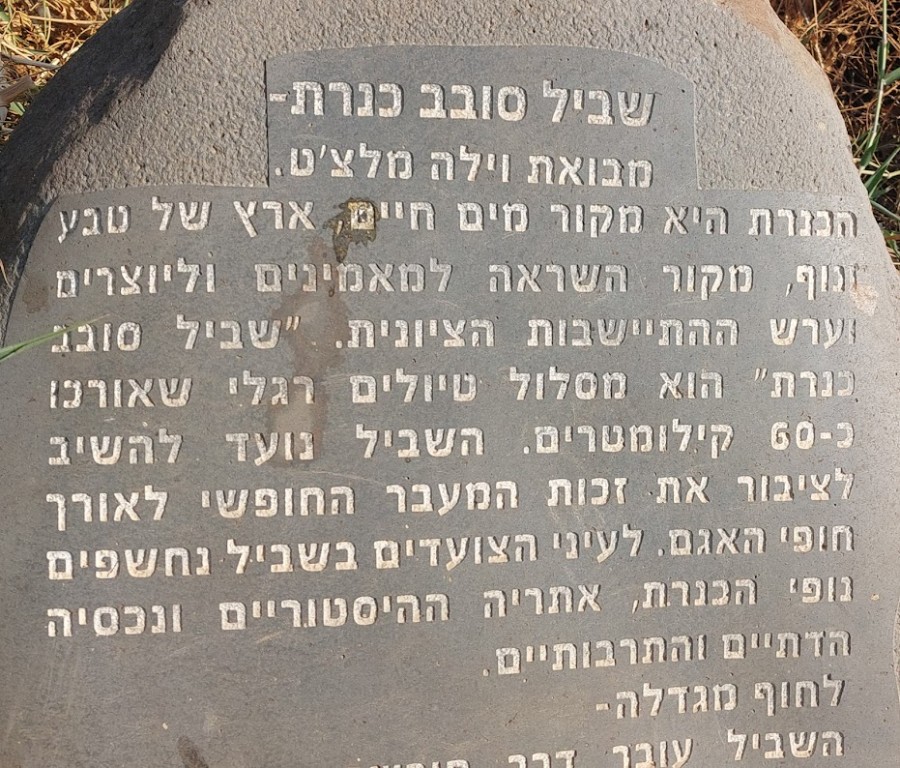 שביל סובב כנרת-
מבואת וילה מלצ'ט.
הכנרת היא מקור מים חיים, ארץ של טבע
ונוף, מקור השראה למאמינים וליוצרים
וערש ההתיישבות הציונית. "שביל סובב
כנרת" הוא מסלול טיולים רגלי שאורכו
כ-60 קילומטרים. השביל נועד להשיב
לציבור את זכות המעבר החופשי לאורך
חופי האגם. לעיני הצועדים בשביל נחשפים
נופי הכנרת, אתריה ההיסטוריים ונכסיה
הדתיים והתרבותיים.
לחוף מגדלה-
השביל עובר דרך